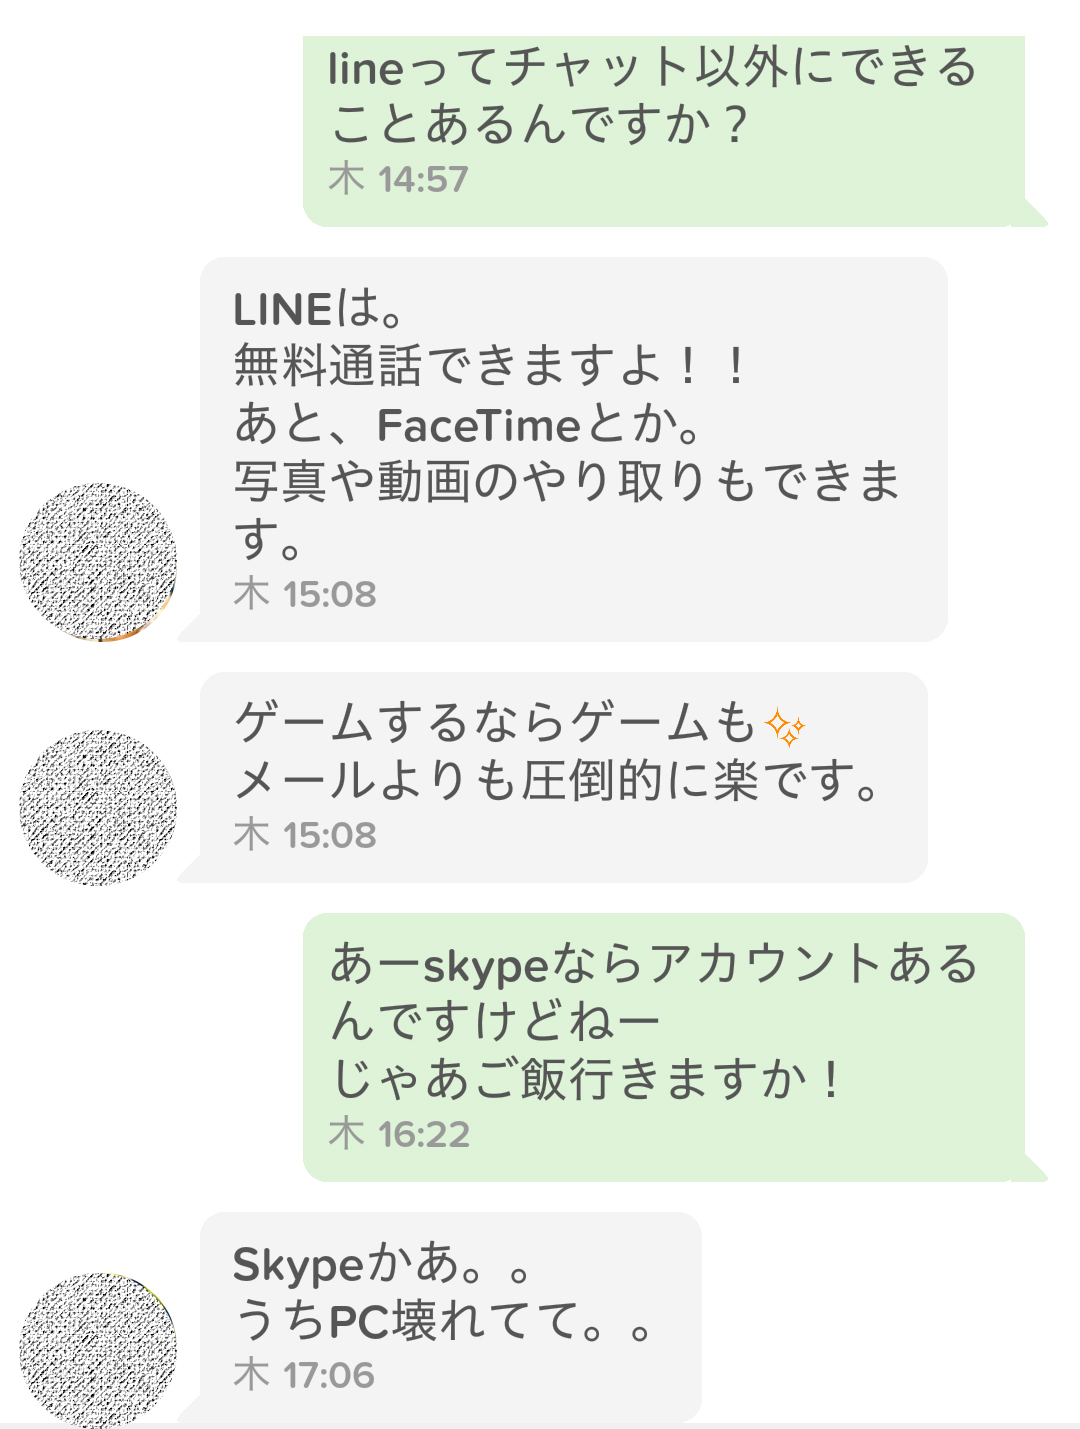 lineってチャット以外にできる
ことあるんですか？
木 14:57
LINEは。
無料通話できますよ！！
あと、FaceTimeとか。
写真や動画のやり取りもできま
す。
木 15:08
ゲームするならゲームも✨
メールよりも圧倒的に楽です。
木 15:08
あーskypeならアカウントある
んですけどねー
じゃあご飯行きますか！
木 16:22
Skypeかあ。。
うちPC壊れてて。。
木 17:06